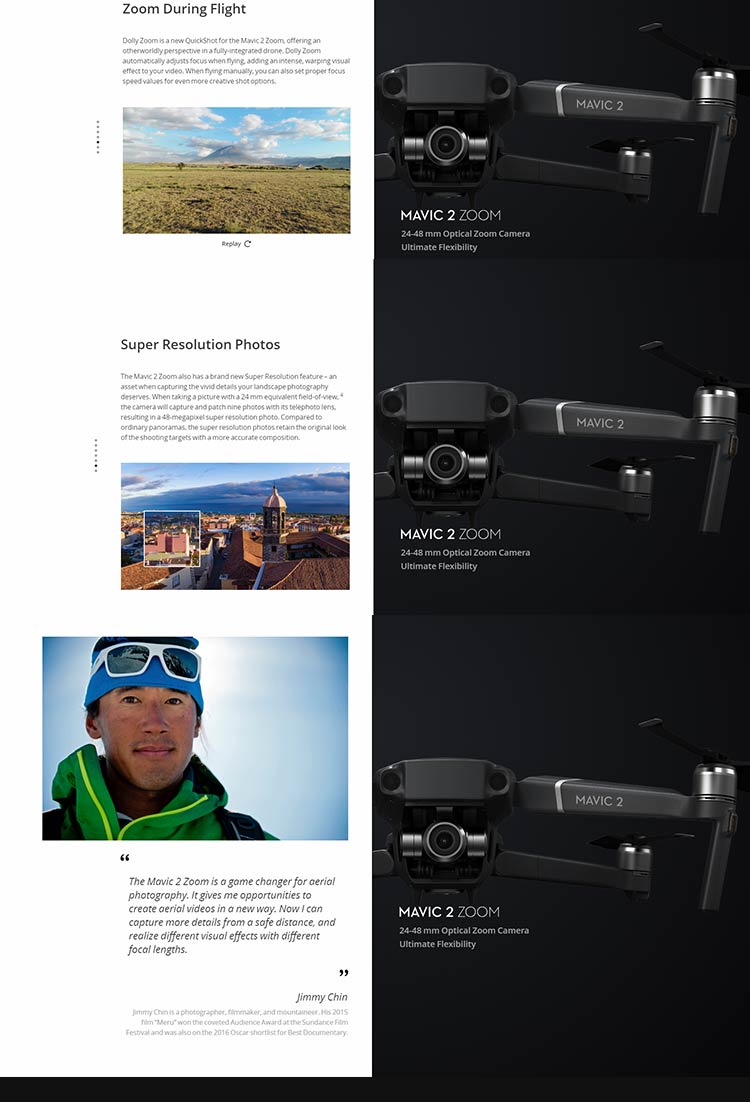 Zoom During Flight
Dolly Zoom is a new QuickShot for the Mavic 2 Zoom, offering an
otherworldly perspective in a fully-integrated drone. Dolly Zoom
automatically adjusts focus when flying, adding an intense, warping visual
effect to your video. When flying manually, you can also set proper focus
speed values for even more creative shot options.
Replay
MAVIC 2
MAVIC 2 ZOOM
24-48 mm Optical Zoom Camera
Ultimate Flexibility
Super Resolution Photos
The Mavic 2 Zoom also has a brand new Super Resolution feature – an
asset when capturing the vivid details your landscape photography
deserves. When taking a picture with a 24 mm equivalent field-of-view, 4
the camera will capture and patch nine photos with its telephoto lens,
resulting in a 48-megapixel super resolution photo. Compared to
ordinary panoramas, the super resolution photos retain the original look
of the shooting targets with a more accurate composition.
MAVIC 2
MAVIC 2 ZOOM
24-48 mm Optical Zoom Camera
Ultimate Flexibility
“
The Mavic 2 Zoom is a game changer for aerial
photography. It gives me opportunities to
create aerial videos in a new way. Now I can
capture more details from a safe distance, and
realize different visual effects with different
focal lengths.
”
Jimmy Chin
Jimmy Chin is a photographer, filmmaker, and mountaineer. His 2015
film "Meru" won the coveted Audience Award at the Sundance Film
Festival and was also on the 2016 Oscar shortlist for Best Documentary.
MAVIC 2
MAVIC 2 ZOOM
24-48 mm Optical Zoom Camera
Ultimate Flexibility